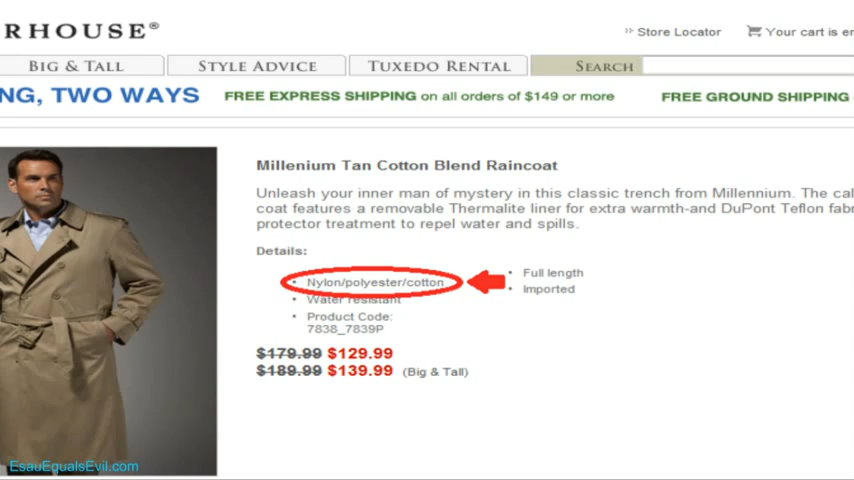 RHOUSE®
Store Locator
Your cart is
BIG & TALL
STYLE ADVICE
TUXEDO RENTAL
SEARCH
NG, TWO WAYS
FREE EXPRESS SHIPPING on all orders of $149 or more
FREE GROUND SHIPPING
Millenium Tan Cotton Blend Raincoat
Unleash your inner man of mystery in this classic trench from Millennium. The
coat features a removable Thermalite liner for extra warmth-and DuPont Teflon
protector treatment to repel water and spills.
Details:
• Nylon/polyester/cotton
• Water resistant
• Product Code:
7838_7839P
• Full length
• Imported
$179.99 $129.99
$189.99 $139.99 (Big & Tall)
EsauEqualsEvil.com